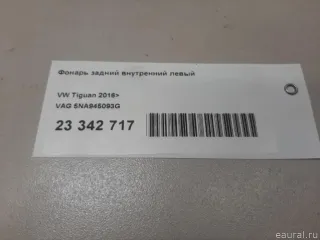 Фонарь задний внутренний левый
VW Tiguan 2016>
VAG 5NA945093G
23 342 717
eaural.ru